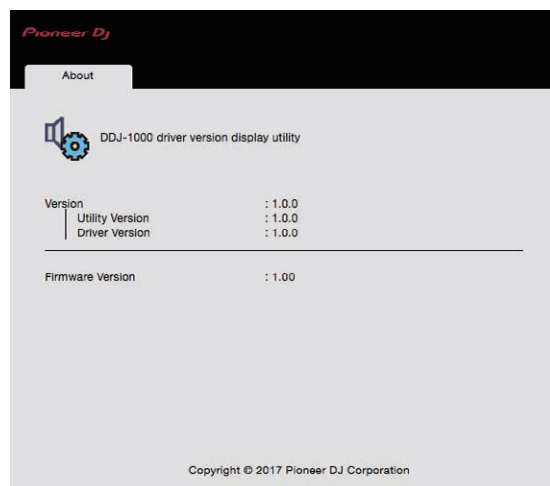 Pioneer Dj
About
DDJ-1000 driver version display utility
Version : 1.0.0
Utility Version : 1.0.0
Driver Version : 1.0.0
Firmware Version : 1.00
Copyright © 2017 Pioneer DJ Corporation